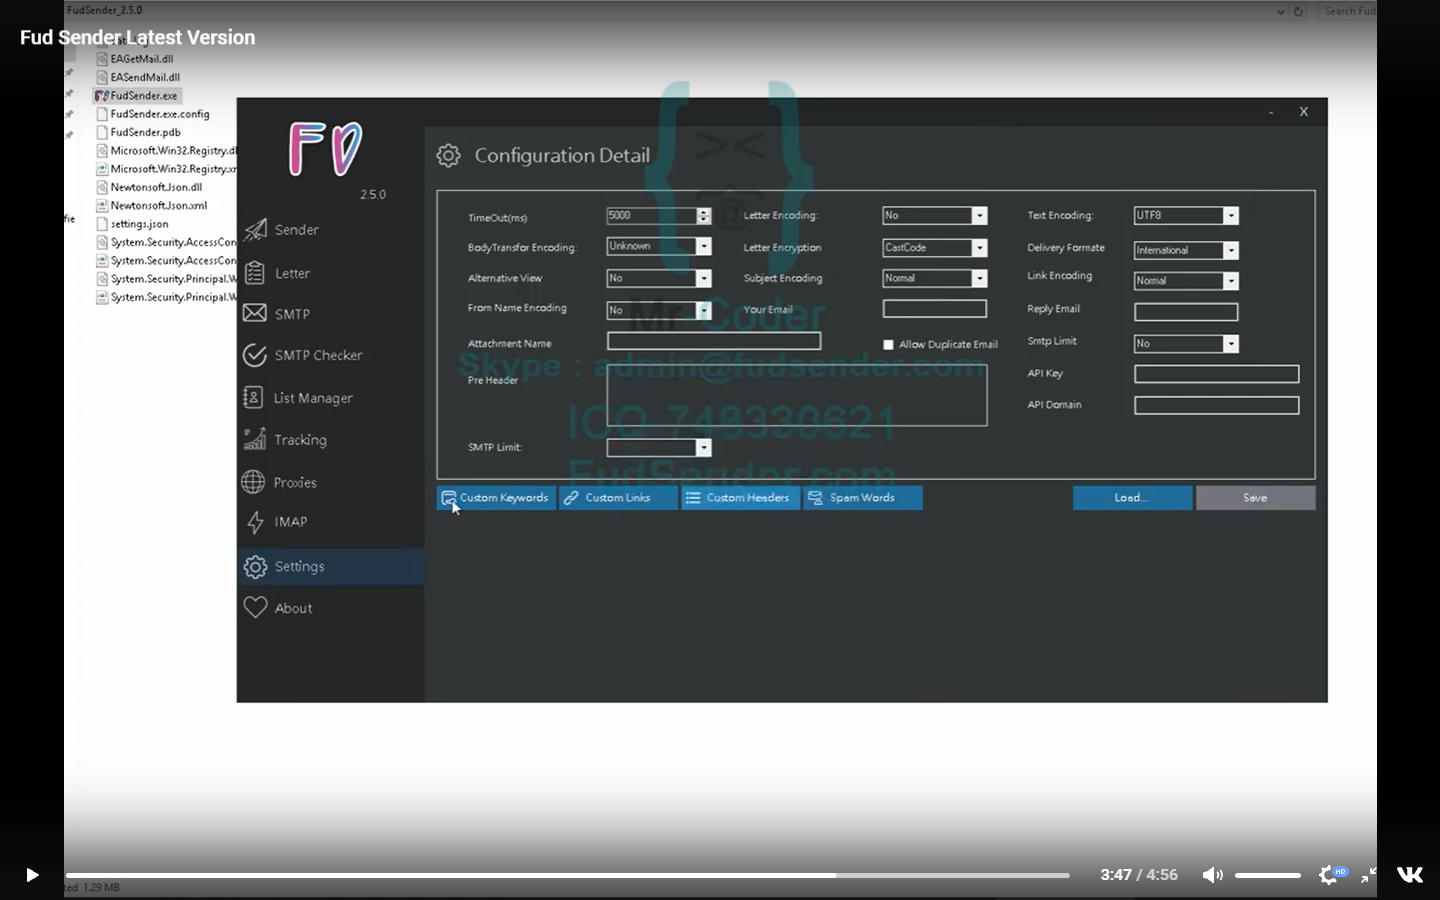 FudSender_2.5.0
Search Fud
Fud Sender Latest Version
EAGetMail.dll
EASendMail.dll
FudSender.exe
FudSender.exe.config
FudSender.pdb
Microsoft.Win32.Registry.dl
Microsoft.Win32.Registry.xr
Newtonsoft.Json.dll
Newtonsoft.Json.xml
fie
settings.json
System.Security.AccessCon
System.Security.AccessCon
System.Security.Principal.W
System.Security.Principal.W
FD
2.5.0
- X
Sender
Letter
SMTP
SMTP Checker
List Manager
Tracking
Proxies
IMAP
Settings
About
Configuration Detail
TimeOut(ms) 5000 Letter Encoding: No Text Encoding: UTF8
BodyTransfor Encoding: Unknown Letter Encryption CastCode Delivery Formate International
Alternative View No Subject Encoding Normal Link Encoding Normal
From Name Encoding No Your Email Reply Email
Attachment Name Allow Duplicate Email Smtp Limit No
Pre Header API Key
API Domain
SMTP Limit:
Mr-Coder
Skype : admin@fudsender.com
ICQ-748330621
FudSender.com
Custom Keywords Custom Links Custom Headers Spam Words Load... Save
3:47 / 4:56 HD
ted 1.29 MB